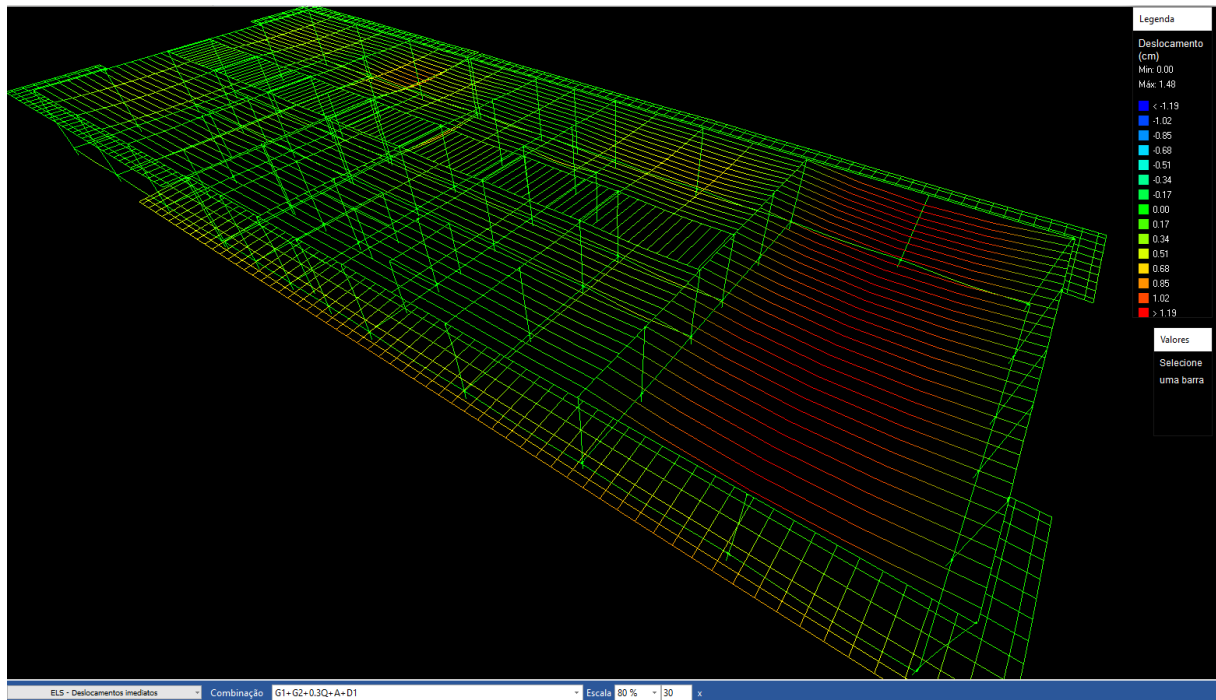 Legenda
Deslocamento
(cm)
Min: 0.00
Máx: 1.48
< -1.19
-1.02
-0.85
-0.68
-0.51
-0.34
-0.17
0.00
0.17
0.34
0.51
0.68
0.85
1.02
> 1.19
Valores
Selecione
uma barra
ELS - Deslocamentos imediatos Combinação G1+G2+0.3Q+A+D1 Escala 80 % 30 x